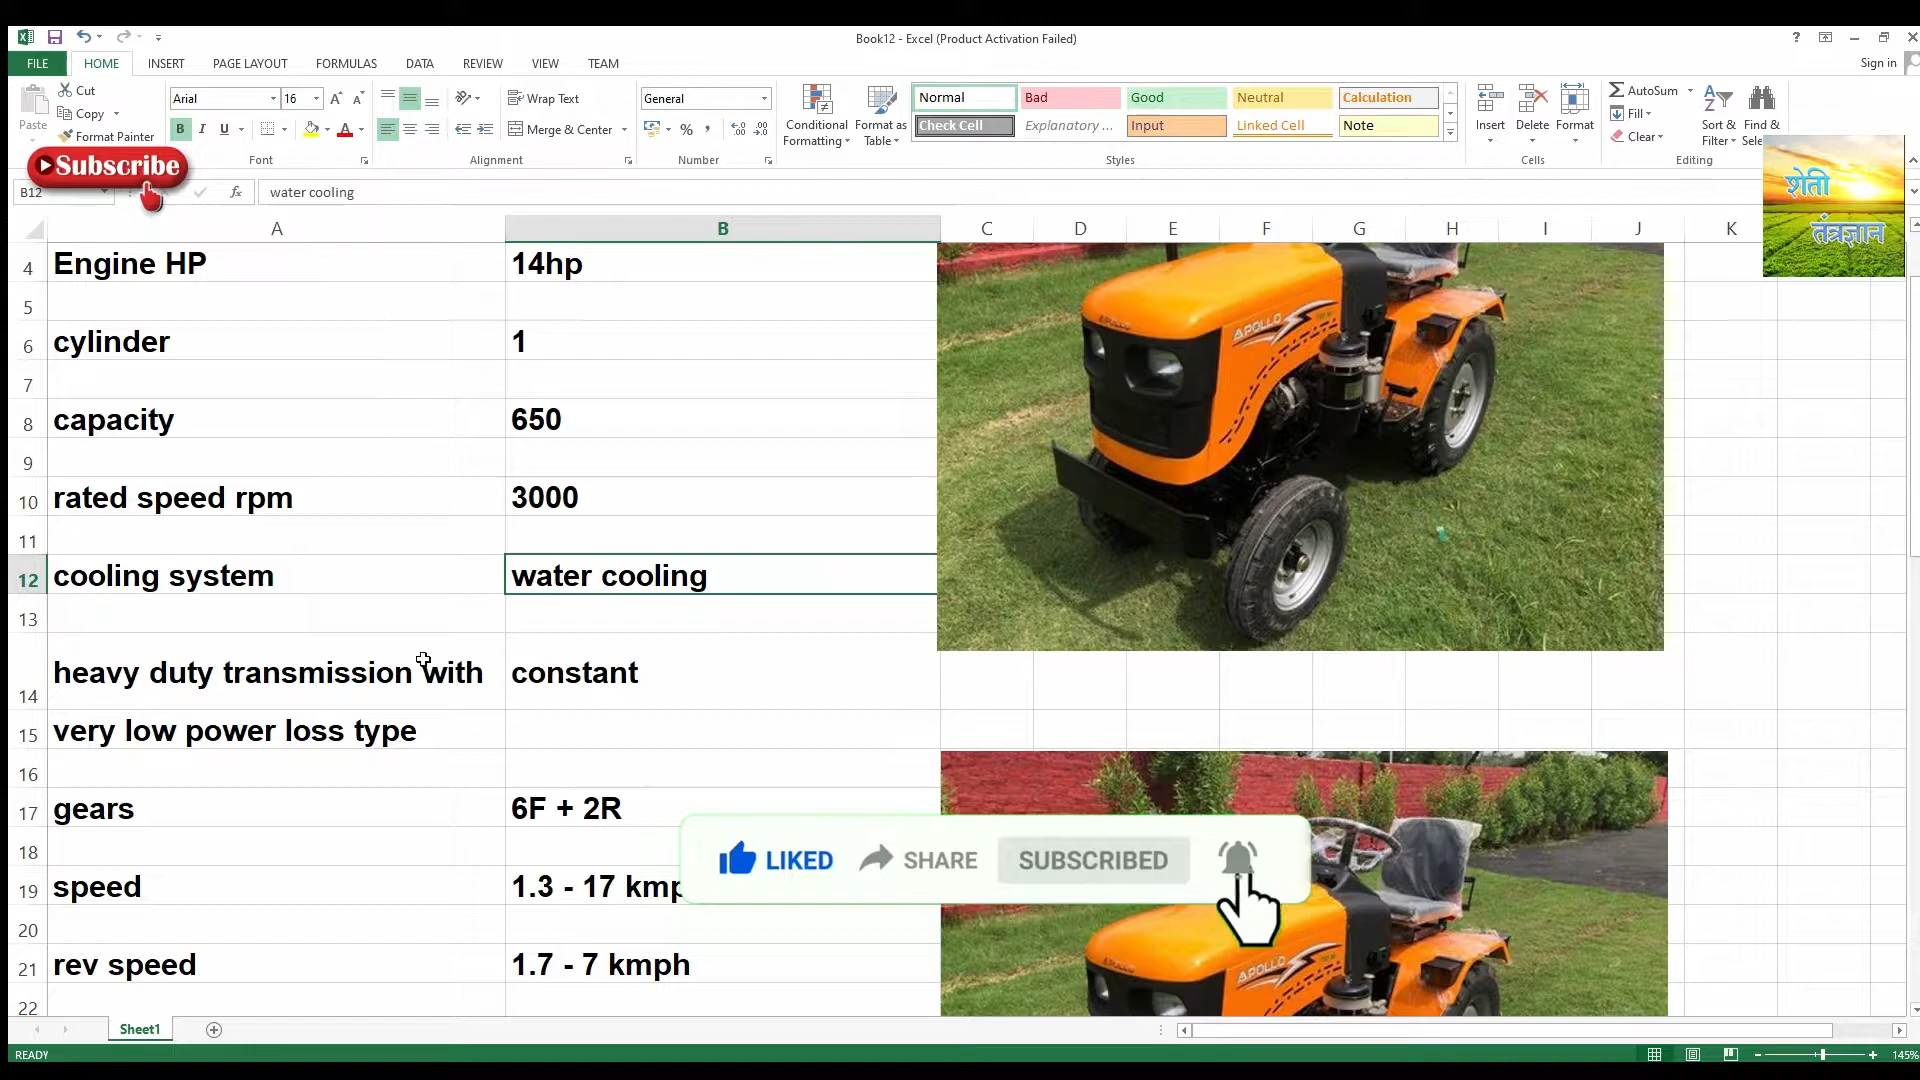 Book12 - Excel (Product Activation Failed)
FILE HOME INSERT PAGE LAYOUT FORMULAS DATA REVIEW VIEW TEAM
Sign in
Cut
Copy
Format Painter
Paste
Arial 16
B I U
Font
Wrap Text
Merge & Center
Alignment
General
Number
Conditional Formatting
Format as Table
Normal Bad Good Neutral Calculation
Check Cell Explanatory ... Input Linked Cell Note
Styles
Insert Delete Format
Cells
AutoSum
Fill
Clear
Sort & Filter
Find &
Editing
Subscribe
शेती
तंत्रज्ञान
B12 fx water cooling
A B C D E F G H I J K
4 Engine HP 14hp
5
6 cylinder 1
7
8 capacity 650
9
10 rated speed rpm 3000
11
12 cooling system water cooling
13
14 heavy duty transmission with constant
15 very low power loss type
16
17 gears 6F + 2R
18
19 speed 1.3 - 17 kmp
20
21 rev speed 1.7 - 7 kmph
22
APOLLO
APOLLO
LIKED SHARE SUBSCRIBED
Sheet1
READY
145%